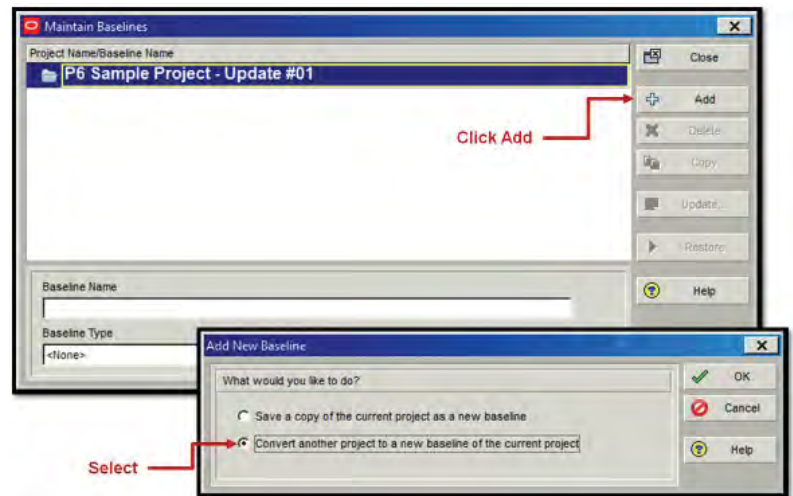 Maintain Baselines
Project Name/Baseline Name
P6 Sample Project - Update #01
Close
Add
Click Add
Delete
Copy
Update...
Restore
Baseline Name
Help
Baseline Type
<None>
Add New Baseline
What would you like to do?
OK
Save a copy of the current project as a new baseline
Cancel
Convert another project to a new baseline of the current project
Help
Select